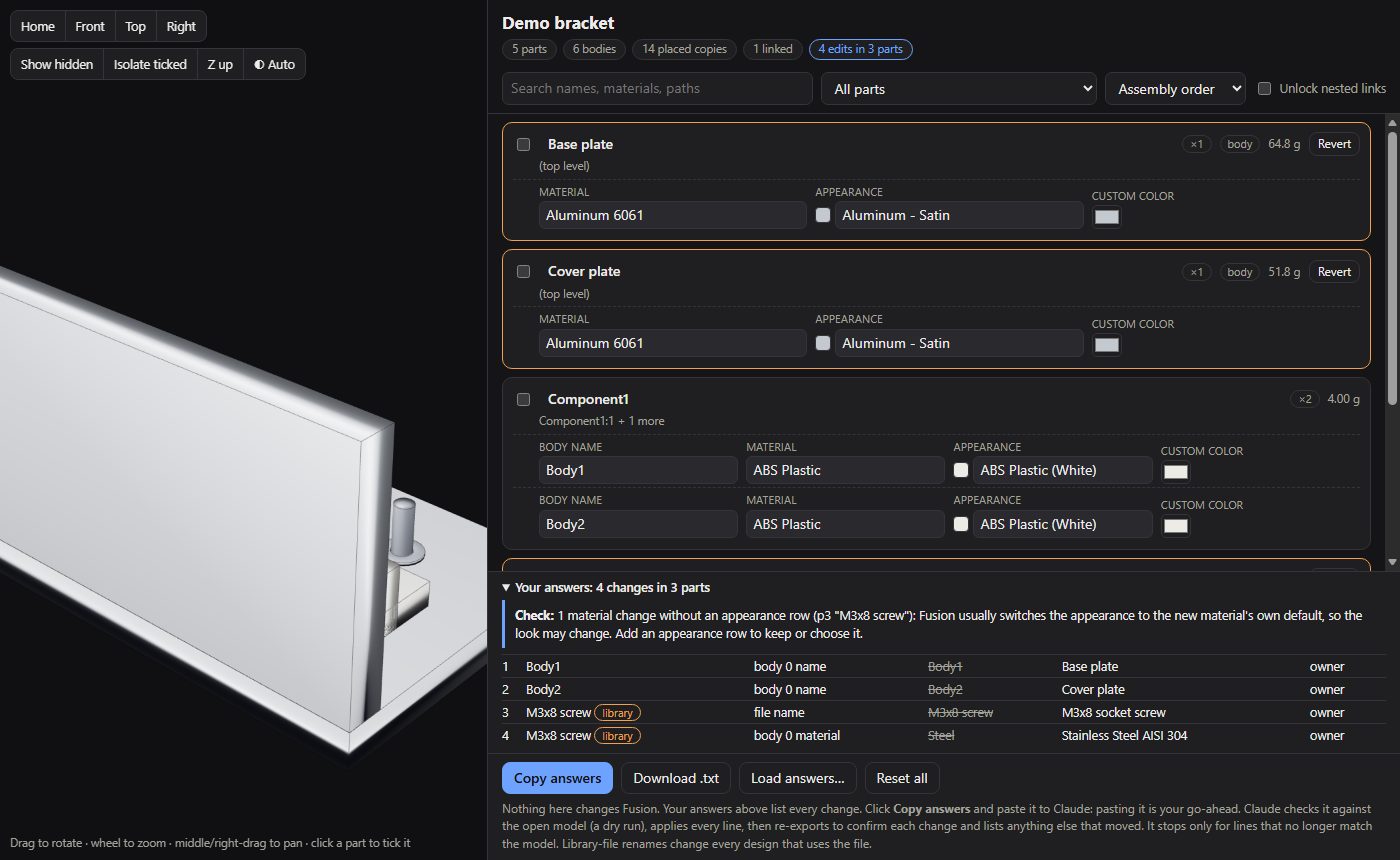 Home Front Top Right
Show hidden Isolate ticked Z up ◐ Auto
Drag to rotate · wheel to zoom · middle/right-drag to pan · click a part to tick it
Demo bracket
5 parts 6 bodies 14 placed copies 1 linked 4 edits in 3 parts
Search names, materials, paths All parts Assembly order Unlock nested links
Base plate ×1 body 64.8 g Revert
(top level)
MATERIAL APPEARANCE CUSTOM COLOR
Aluminum 6061 Aluminum - Satin
Cover plate ×1 body 51.8 g Revert
(top level)
MATERIAL APPEARANCE CUSTOM COLOR
Aluminum 6061 Aluminum - Satin
Component1 ×2 4.00 g
Component1:1 + 1 more
BODY NAME MATERIAL APPEARANCE CUSTOM COLOR
Body1 ABS Plastic ABS Plastic (White)
BODY NAME MATERIAL APPEARANCE CUSTOM COLOR
Body2 ABS Plastic ABS Plastic (White)
▼ Your answers: 4 changes in 3 parts
Check: 1 material change without an appearance row (p3 "M3x8 screw"): Fusion usually switches the appearance to the new material's own default, so the
look may change. Add an appearance row to keep or choose it.
1 Body1 body 0 name Body1 Base plate owner
2 Body2 body 0 name Body2 Cover plate owner
3 M3x8 screw library file name M3x8 screw M3x8 socket screw owner
4 M3x8 screw library body 0 material Steel Stainless Steel AISI 304 owner
Copy answers Download .txt Load answers... Reset all
Nothing here changes Fusion. Your answers above list every change. Click Copy answers and paste it to Claude: pasting it is your go-ahead. Claude checks it against
the open model (a dry run), applies every line, then re-exports to confirm each change and lists anything else that moved. It stops only for lines that no longer match
the model. Library-file renames change every design that uses the file.